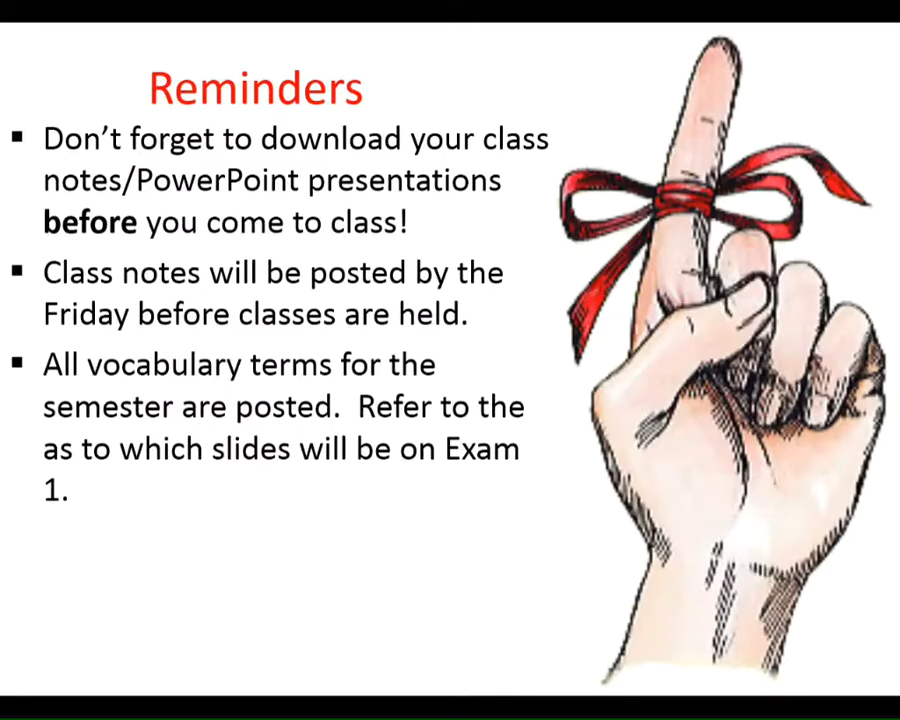 Reminders
▪ Don’t forget to download your class
notes/PowerPoint presentations
before you come to class!
▪ Class notes will be posted by the
Friday before classes are held.
▪ All vocabulary terms for the
semester are posted.  Refer to the
as to which slides will be on Exam
1.